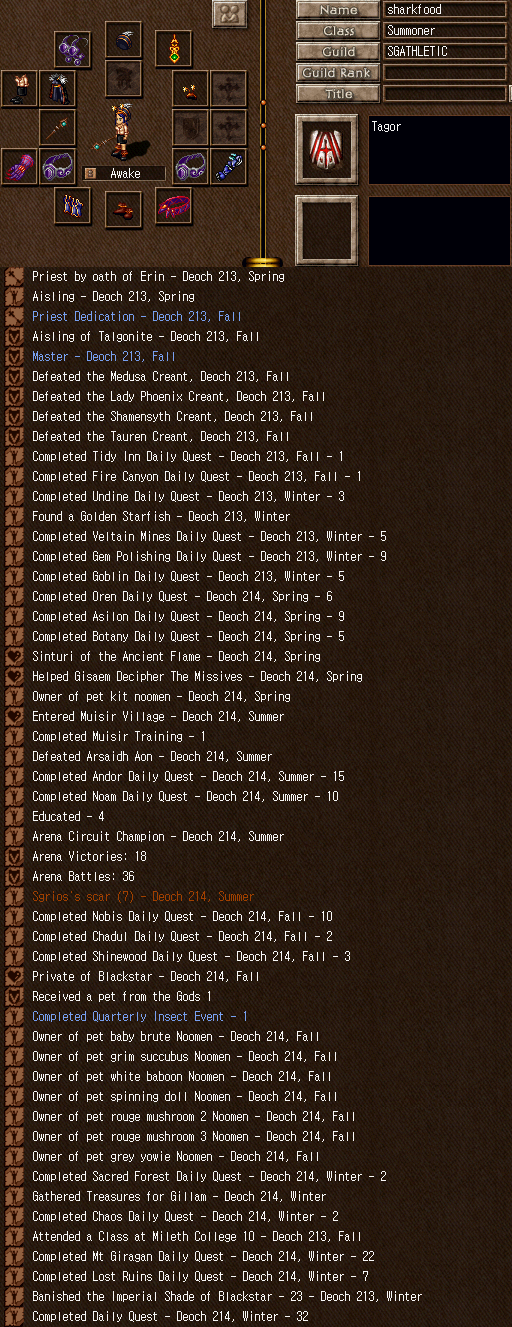 Name sharkfood
Class Summoner
Guild SGATHLETIC
Guild Rank
Title
Tagor
Awake
Priest by oath of Erin - Deoch 213, Spring
Aisling - Deoch 213, Spring
Priest Dedication - Deoch 213, Fall
Aisling of Talgonite - Deoch 213, Fall
Master - Deoch 213, Fall
Defeated the Medusa Creant, Deoch 213, Fall
Defeated the Lady Phoenix Creant, Deoch 213, Fall
Defeated the Shamensyth Creant, Deoch 213, Fall
Defeated the Tauren Creant, Deoch 213, Fall
Completed Tidy Inn Daily Quest - Deoch 213, Fall - 1
Completed Fire Canyon Daily Quest - Deoch 213, Fall - 1
Completed Undine Daily Quest - Deoch 213, Winter - 3
Found a Golden Starfish - Deoch 213, Winter
Completed Veltain Mines Daily Quest - Deoch 213, Winter - 5
Completed Gem Polishing Daily Quest - Deoch 213, Winter - 9
Completed Goblin Daily Quest - Deoch 213, Winter - 5
Completed Oren Daily Quest - Deoch 214, Spring - 6
Completed Asilon Daily Quest - Deoch 214, Spring - 9
Completed Botany Daily Quest - Deoch 214, Spring - 5
Sinturi of the Ancient Flame - Deoch 214, Spring
Helped Gisaem Decipher The Missives - Deoch 214, Spring
Owner of pet kit noomen - Deoch 214, Spring
Entered Muisir Village - Deoch 214, Summer
Completed Muisir Training - 1
Defeated Arsaidh Aon - Deoch 214, Summer
Completed Andor Daily Quest - Deoch 214, Summer - 15
Completed Noam Daily Quest - Deoch 214, Summer - 10
Educated - 4
Arena Circuit Champion - Deoch 214, Summer
Arena Victories: 18
Arena Battles: 36
Sgrios's scar (7) - Deoch 214, Summer
Completed Nobis Daily Quest - Deoch 214, Fall - 10
Completed Chadul Daily Quest - Deoch 214, Fall - 2
Completed Shinewood Daily Quest - Deoch 214, Fall - 3
Private of Blackstar - Deoch 214, Fall
Received a pet from the Gods 1
Completed Quarterly Insect Event - 1
Owner of pet baby brute Noomen - Deoch 214, Fall
Owner of pet grim succubus Noomen - Deoch 214, Fall
Owner of pet white baboon Noomen - Deoch 214, Fall
Owner of pet spinning doll Noomen - Deoch 214, Fall
Owner of pet rouge mushroom 2 Noomen - Deoch 214, Fall
Owner of pet rouge mushroom 3 Noomen - Deoch 214, Fall
Owner of pet grey yowie Noomen - Deoch 214, Fall
Completed Sacred Forest Daily Quest - Deoch 214, Winter - 2
Gathered Treasures for Gillam - Deoch 214, Winter
Completed Chaos Daily Quest - Deoch 214, Winter - 2
Attended a Class at Mileth College 10 - Deoch 213, Fall
Completed Mt Giragan Daily Quest - Deoch 214, Winter - 22
Completed Lost Ruins Daily Quest - Deoch 214, Winter - 7
Banished the Imperial Shade of Blackstar - 23 - Deoch 213, Winter
Completed Daily Quest - Deoch 214, Winter - 32